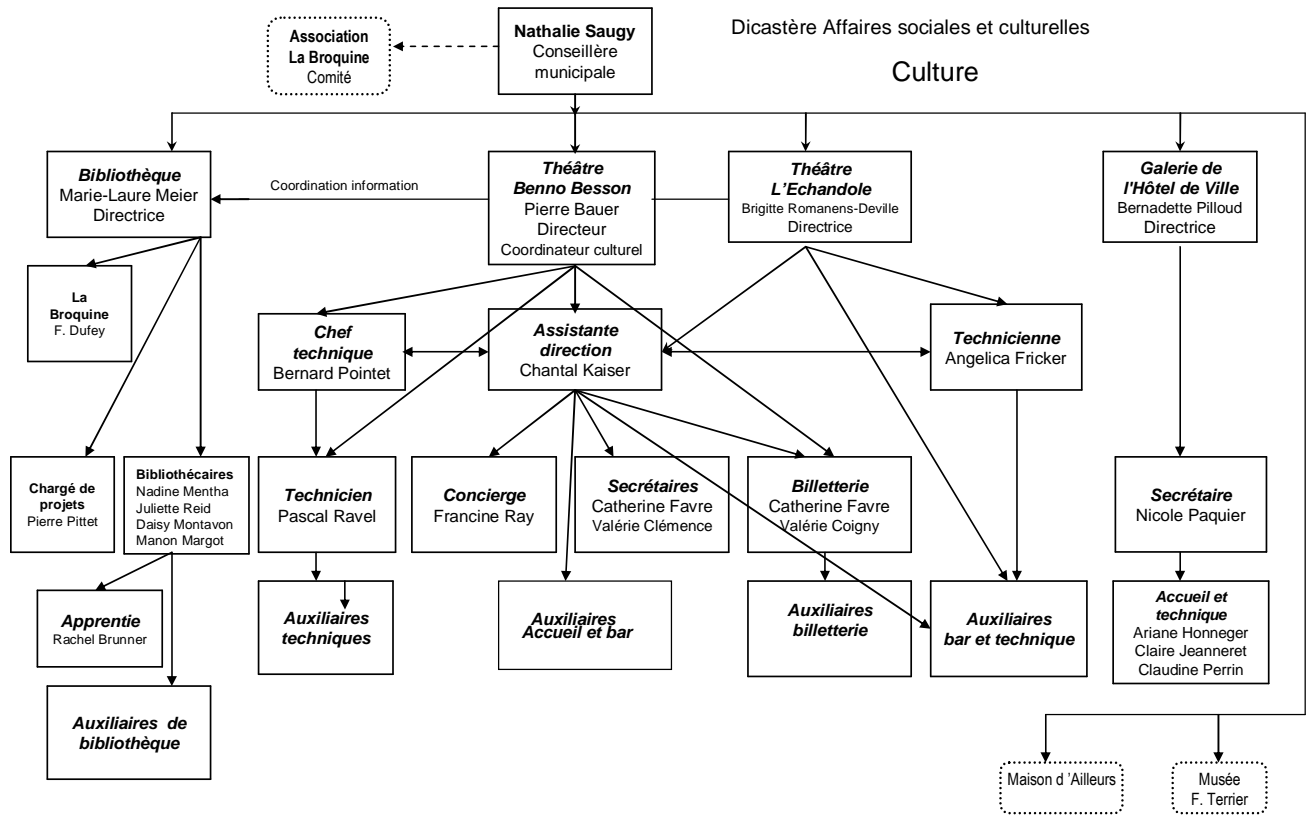 Dicastère Affaires sociales et culturelles
Culture
Association
La Broquine
Comité
Nathalie Saugy
Conseillère
municipale
Bibliothèque
Marie-Laure Meier
Directrice
Coordination information
Théâtre
Benno Besson
Pierre Bauer
Directeur
Coordinateur culturel
Théâtre
L'Echandole
Brigitte Romanens-Deville
Directrice
Galerie de
l'Hôtel de Ville
Bernadette Pilloud
Directrice
La
Broquine
F. Dufey
Chef
technique
Bernard Pointet
Assistante
direction
Chantal Kaiser
Technicienne
Angelica Fricker
Chargé de
projets
Pierre Pittet
Bibliothécaires
Nadine Mentha
Juliette Reid
Daisy Montavon
Manon Margot
Technicien
Pascal Ravel
Concierge
Francine Ray
Secrétaires
Catherine Favre
Valérie Clémence
Billetterie
Catherine Favre
Valérie Coigny
Secrétaire
Nicole Paquier
Apprentie
Rachel Brunner
Auxiliaires
techniques
Auxiliaires
Accueil et bar
Auxiliaires
billetterie
Auxiliaires
bar et technique
Accueil et
technique
Ariane Honneger
Claire Jeanneret
Claudine Perrin
Auxiliaires de
bibliothèque
Maison d 'Ailleurs
Musée
F. Terrier